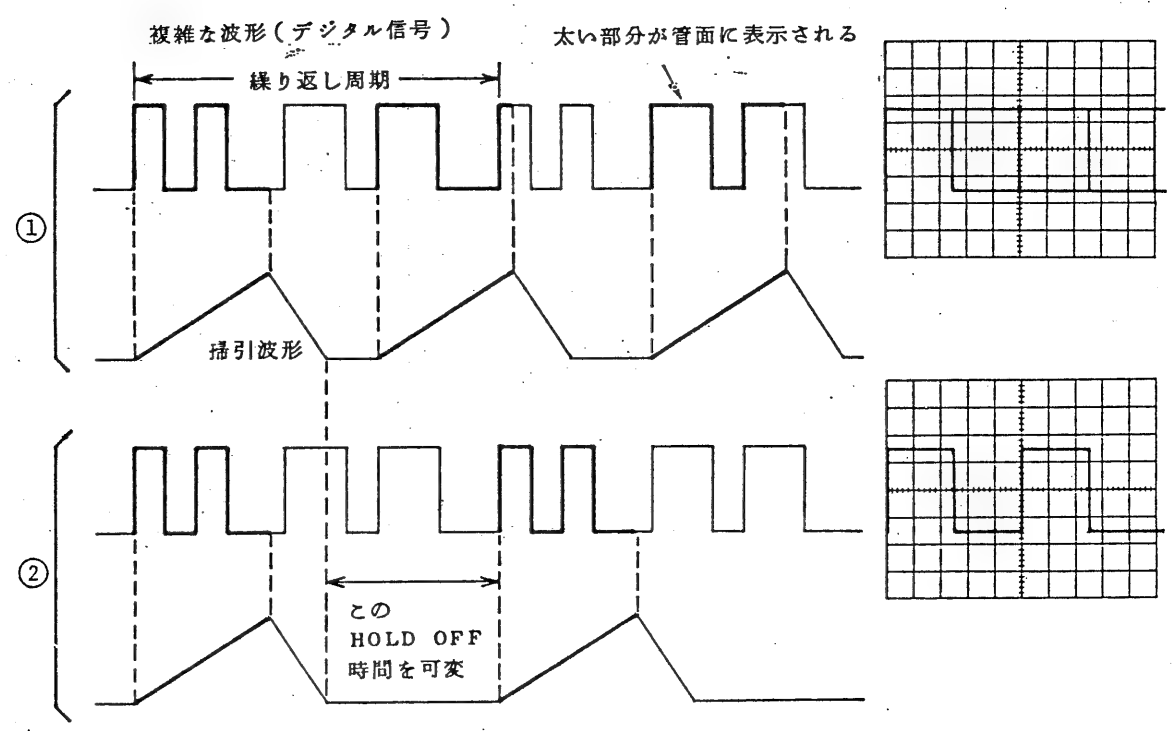 複雑な波形(デジタル信号)
太い部分が管面に表示される
繰り返し周期
①
掃引波形
②
この
HOLD OFF
時間を可変